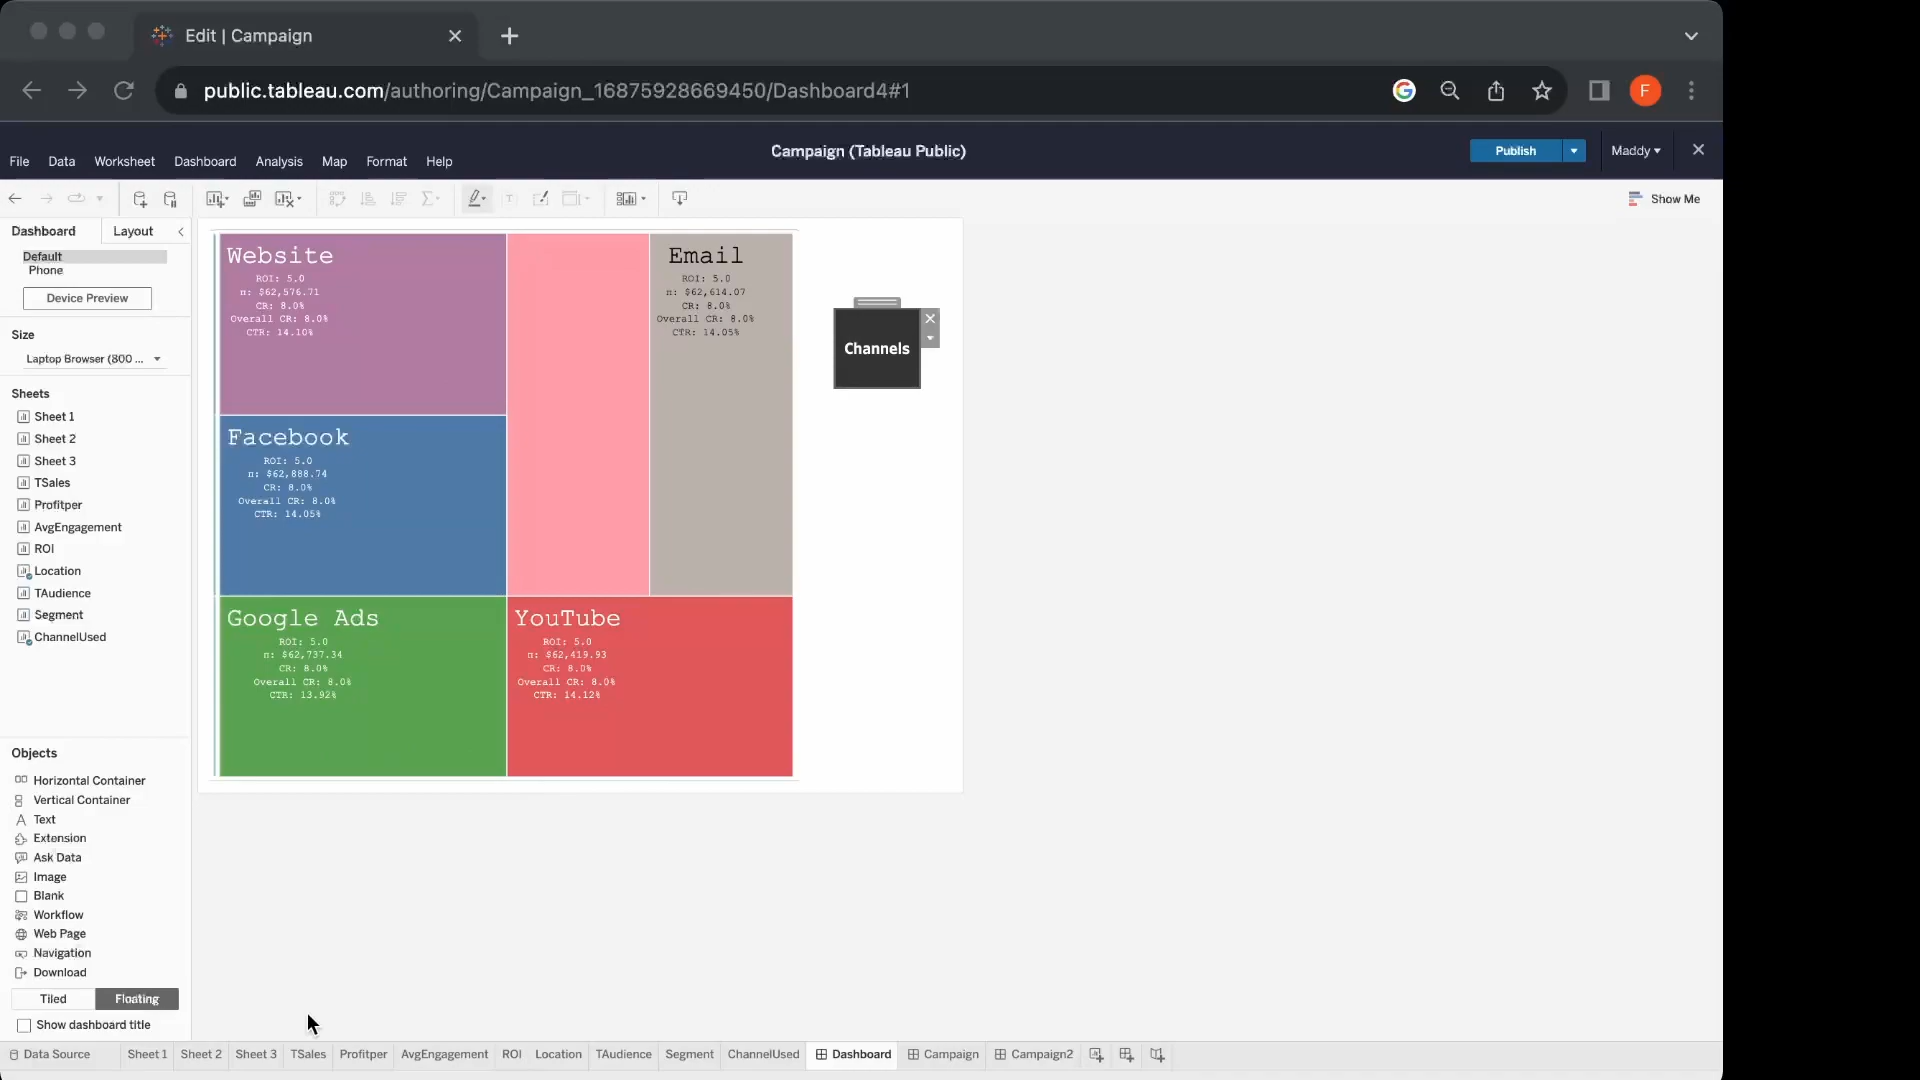 Edit | Campaign
public.tableau.com/authoring/Campaign_16875928669450/Dashboard4#1
F
Campaign (Tableau Public)
Publish
Maddy
File Data Worksheet Dashboard Analysis Map Format Help
Show Me
Dashboard Layout
Default
Phone
Device Preview
Size
Laptop Browser (800 ...
Sheets
Sheet 1
Sheet 2
Sheet 3
TSales
Profitper
AvgEngagement
ROI
Location
TAudience
Segment
ChannelUsed
Objects
Horizontal Container
Vertical Container
Text
Extension
Ask Data
Image
Blank
Workflow
Web Page
Navigation
Download
Tiled Floating
Show dashboard title
Website
ROI: 5.0
π: $62,576.71
CR: 8.0%
Overall CR: 8.0%
CTR: 14.10%
Facebook
ROI: 5.0
π: $62,888.74
CR: 8.0%
Overall CR: 8.0%
CTR: 14.05%
Google Ads
ROI: 5.0
π: $62,737.34
CR: 8.0%
Overall CR: 8.0%
CTR: 13.92%
Email
ROI: 5.0
π: $62,614.07
CR: 8.0%
Overall CR: 8.0%
CTR: 14.05%
YouTube
ROI: 5.0
π: $62,419.93
CR: 8.0%
Overall CR: 8.0%
CTR: 14.12%
Channels
Data Source Sheet 1 Sheet 2 Sheet 3 TSales Profitper AvgEngagement ROI Location TAudience Segment ChannelUsed Dashboard Campaign Campaign2